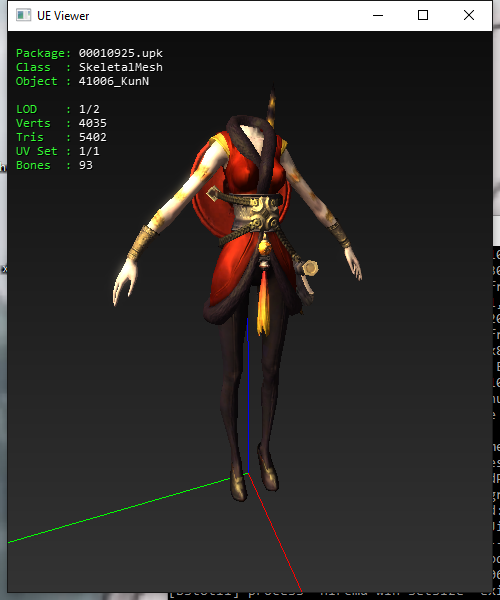 UE Viewer
Package: 00010925.upk
Class : SkeletalMesh
Object : 41006_KunN
LOD : 1/2
Verts : 4035
Tris : 5402
UV Set : 1/1
Bones : 93